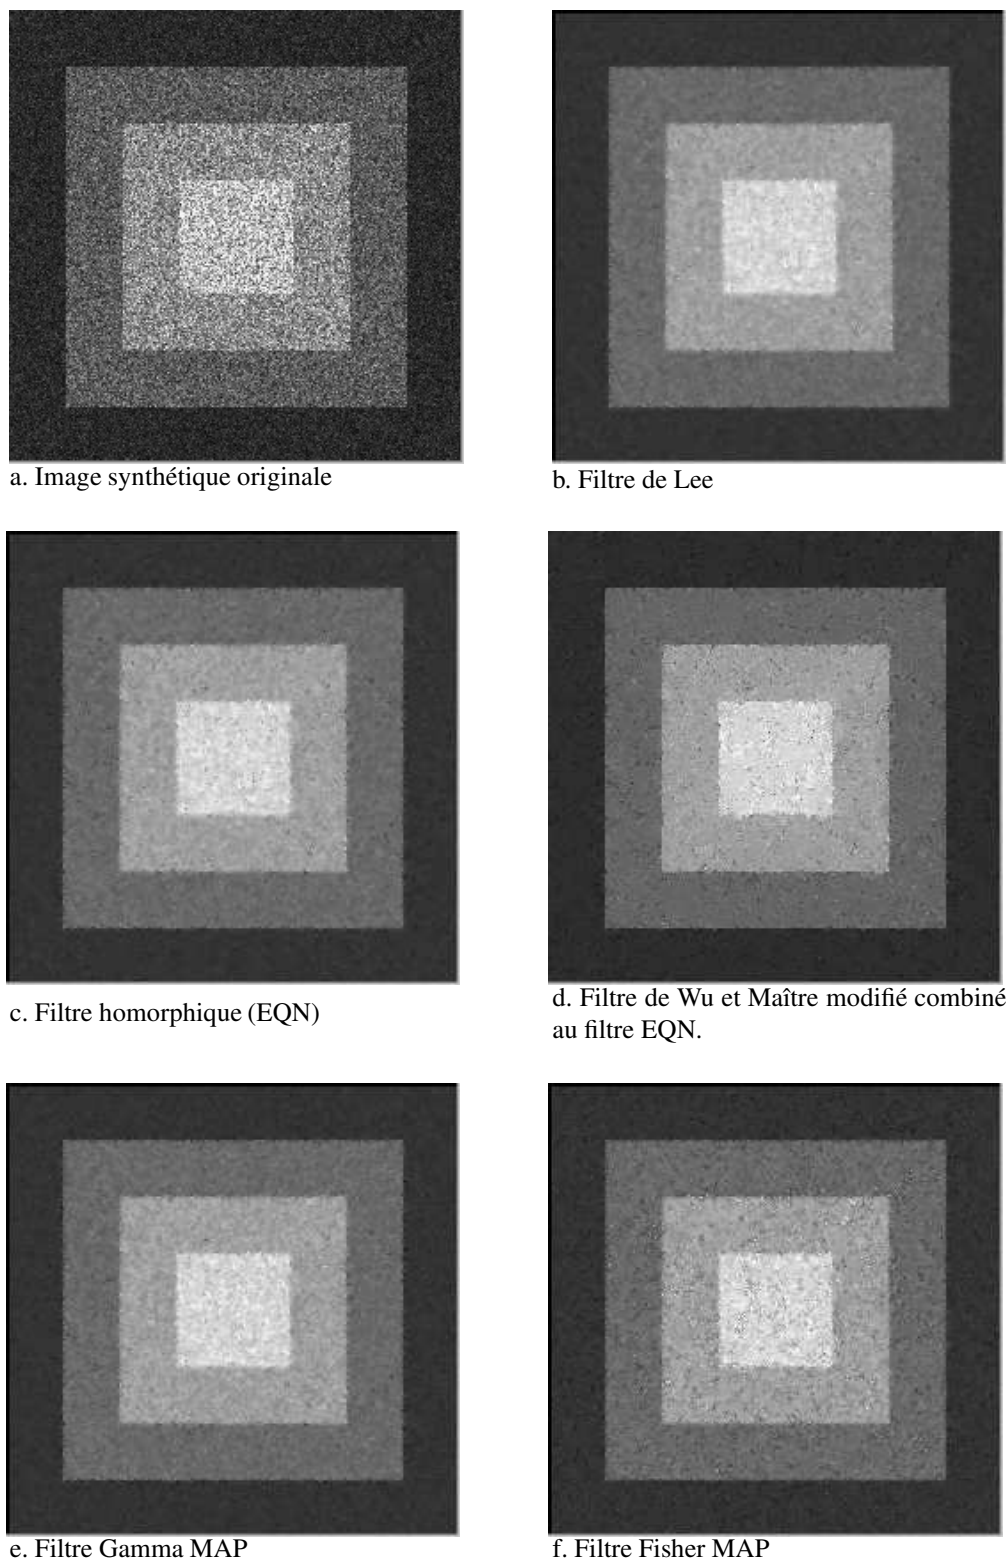 a. Image synthétique originale
b. Filtre de Lee
c. Filtre homorphique (EQN)
d. Filtre de Wu et Maître modifié combiné
au filtre EQN.
e. Filtre Gamma MAP
f. Filtre Fisher MAP